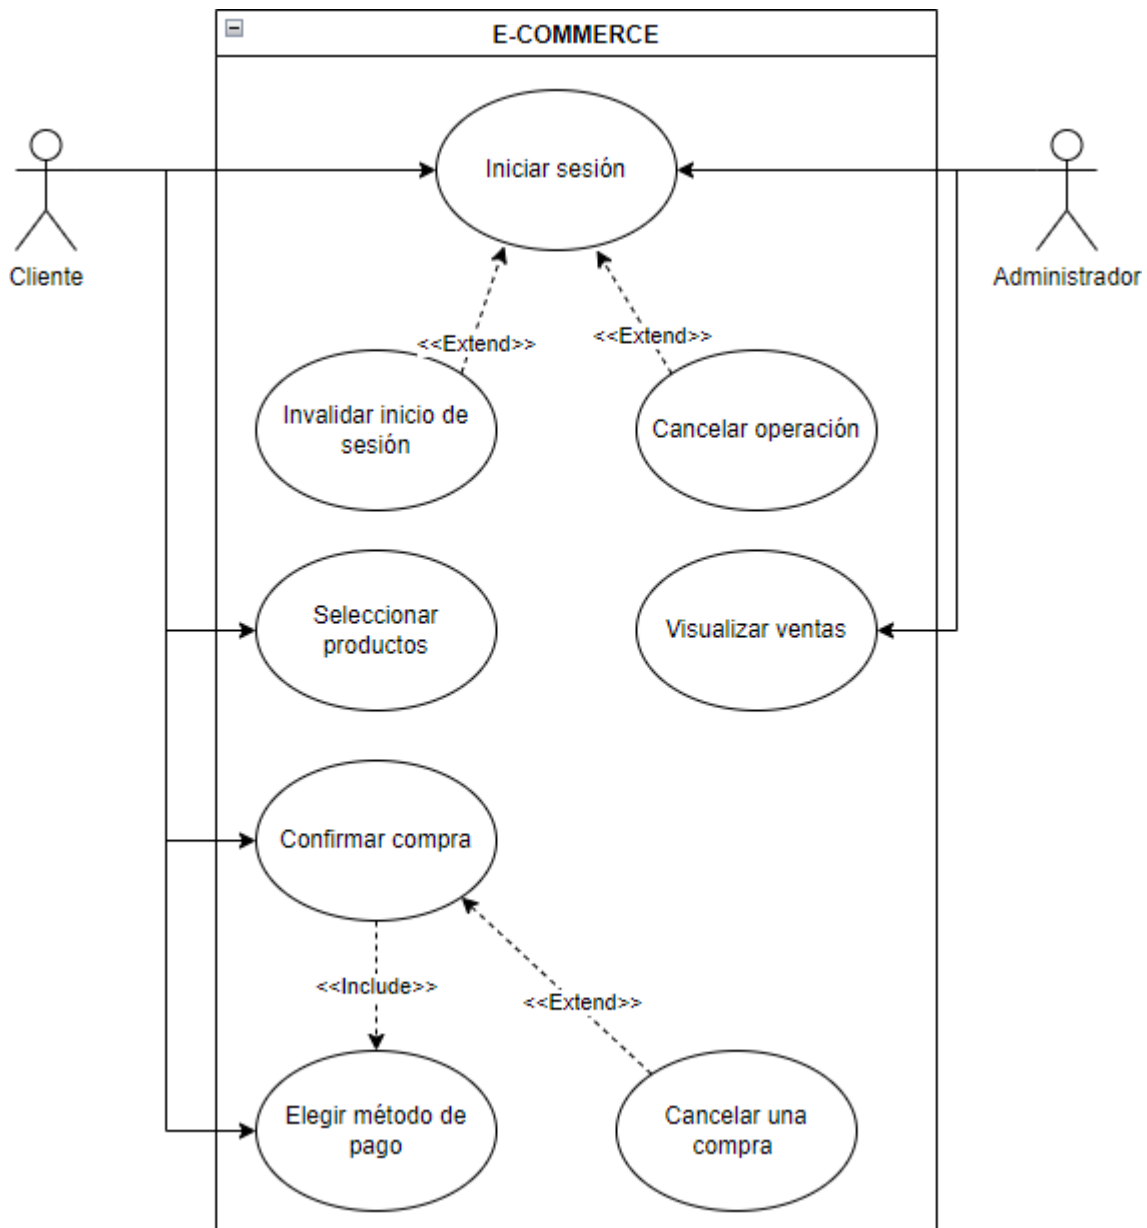 E-COMMERCE
Iniciar sesión
Cliente
Administrador
<<Extend>>
<<Extend>>
Invalidar inicio de
sesión
Cancelar operación
Seleccionar
productos
Visualizar ventas
Confirmar compra
<<Include>>
<<Extend>>
Elegir método de
pago
Cancelar una
compra